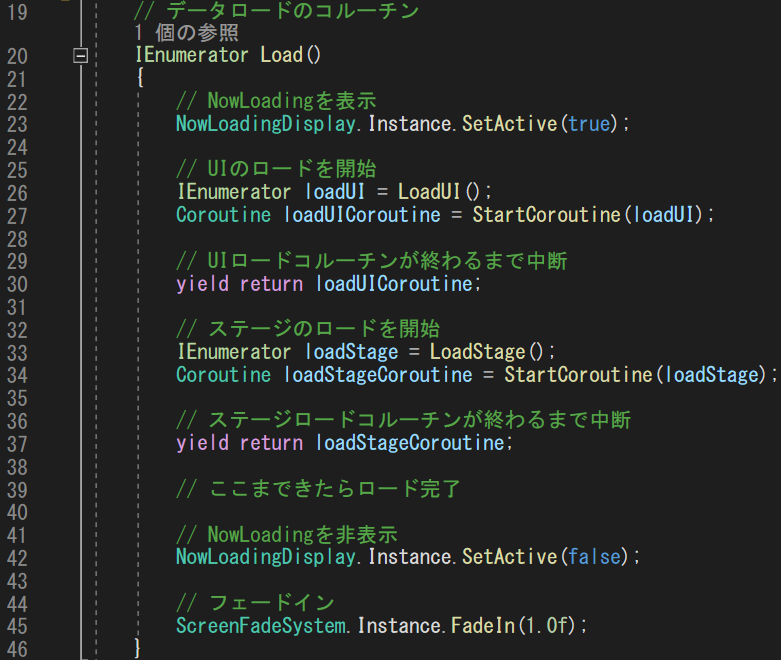 19 // データロードのコルーチン
1 個の参照
20 IEnumerator Load()
21 {
22 // NowLoadingを表示
23 NowLoadingDisplay.Instance.SetActive(true);
24
25 // UIのロードを開始
26 IEnumerator loadUI = LoadUI();
27 Coroutine loadUICoroutine = StartCoroutine(loadUI);
28
29 // UIロードコルーチンが終わるまで中断
30 yield return loadUICoroutine;
31
32 // ステージのロードを開始
33 IEnumerator loadStage = LoadStage();
34 Coroutine loadStageCoroutine = StartCoroutine(loadStage);
35
36 // ステージロードコルーチンが終わるまで中断
37 yield return loadStageCoroutine;
38
39 // ここまできたらロード完了
40
41 // NowLoadingを非表示
42 NowLoadingDisplay.Instance.SetActive(false);
43
44 // フェードイン
45 ScreenFadeSystem.Instance.FadeIn(1.0f);
46 }